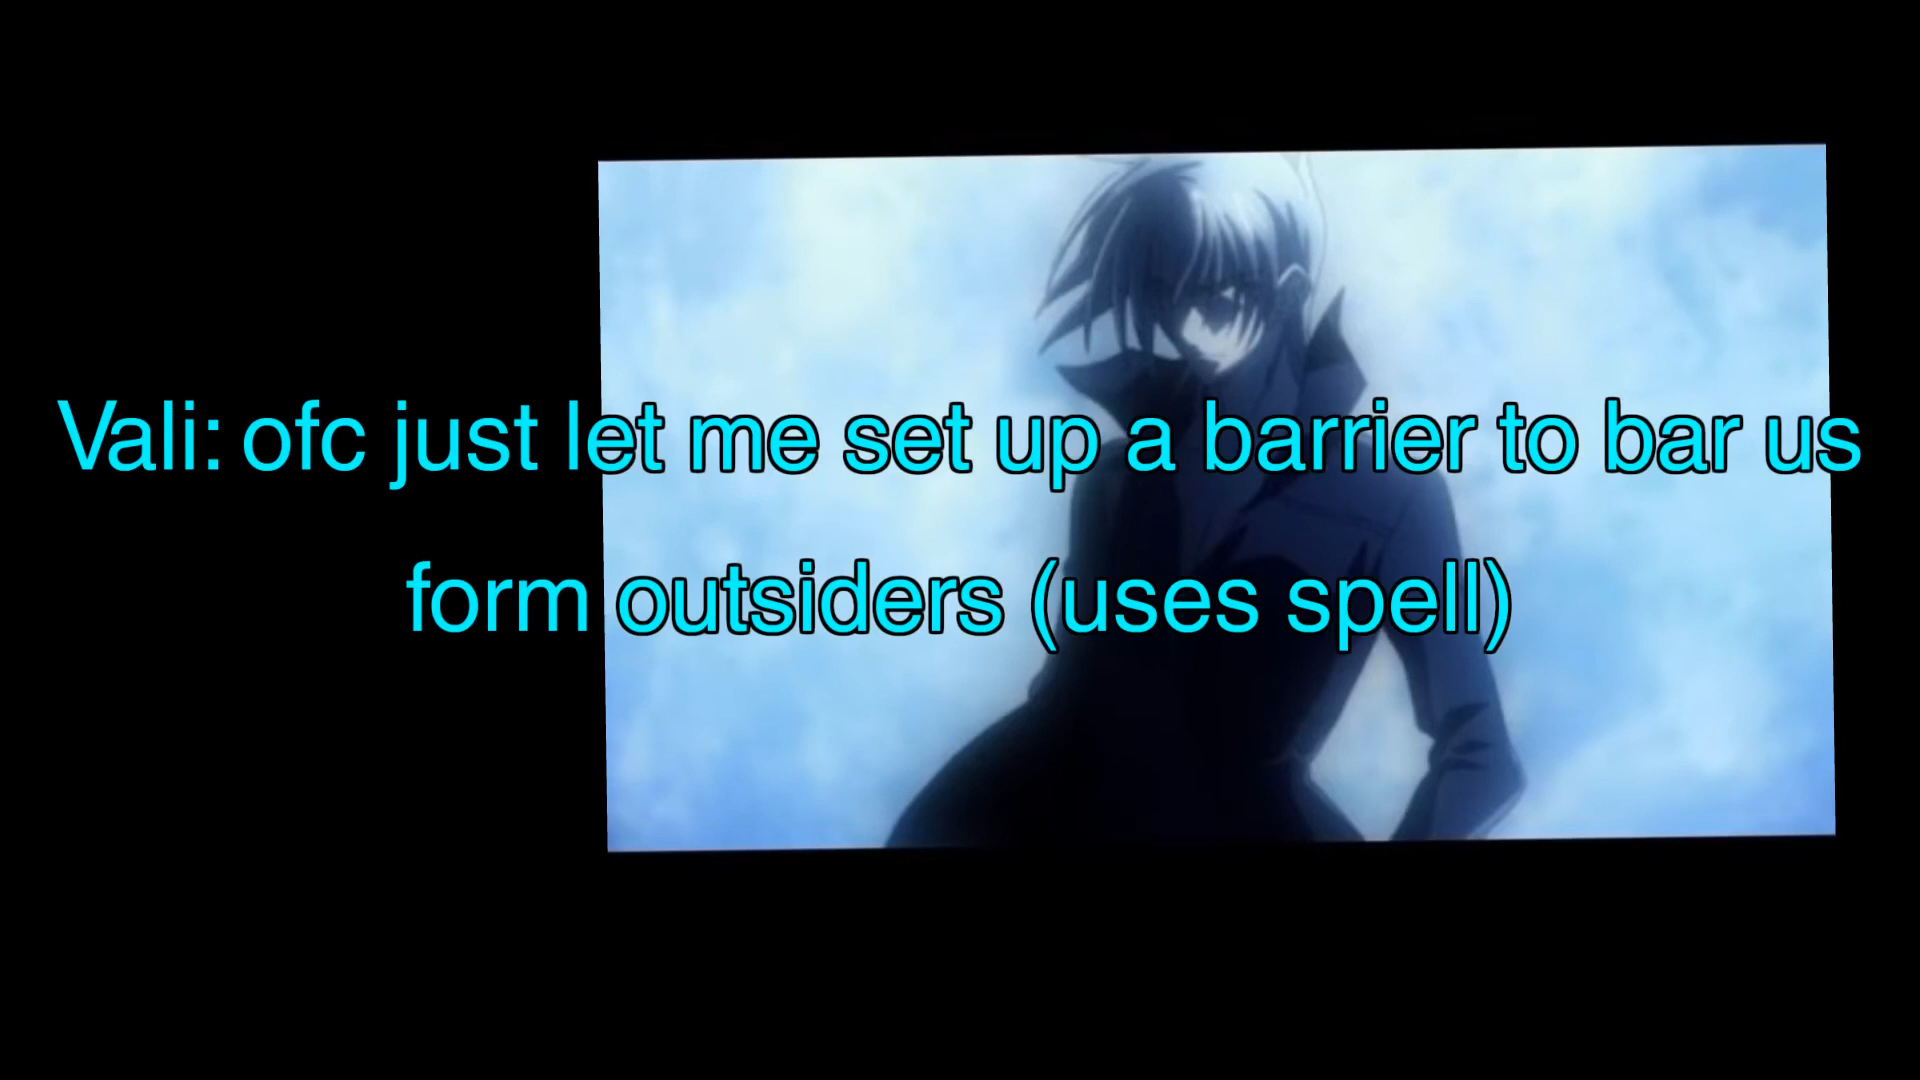 Vali: ofc just let me set up a barrier to bar us
form outsiders (uses spell)